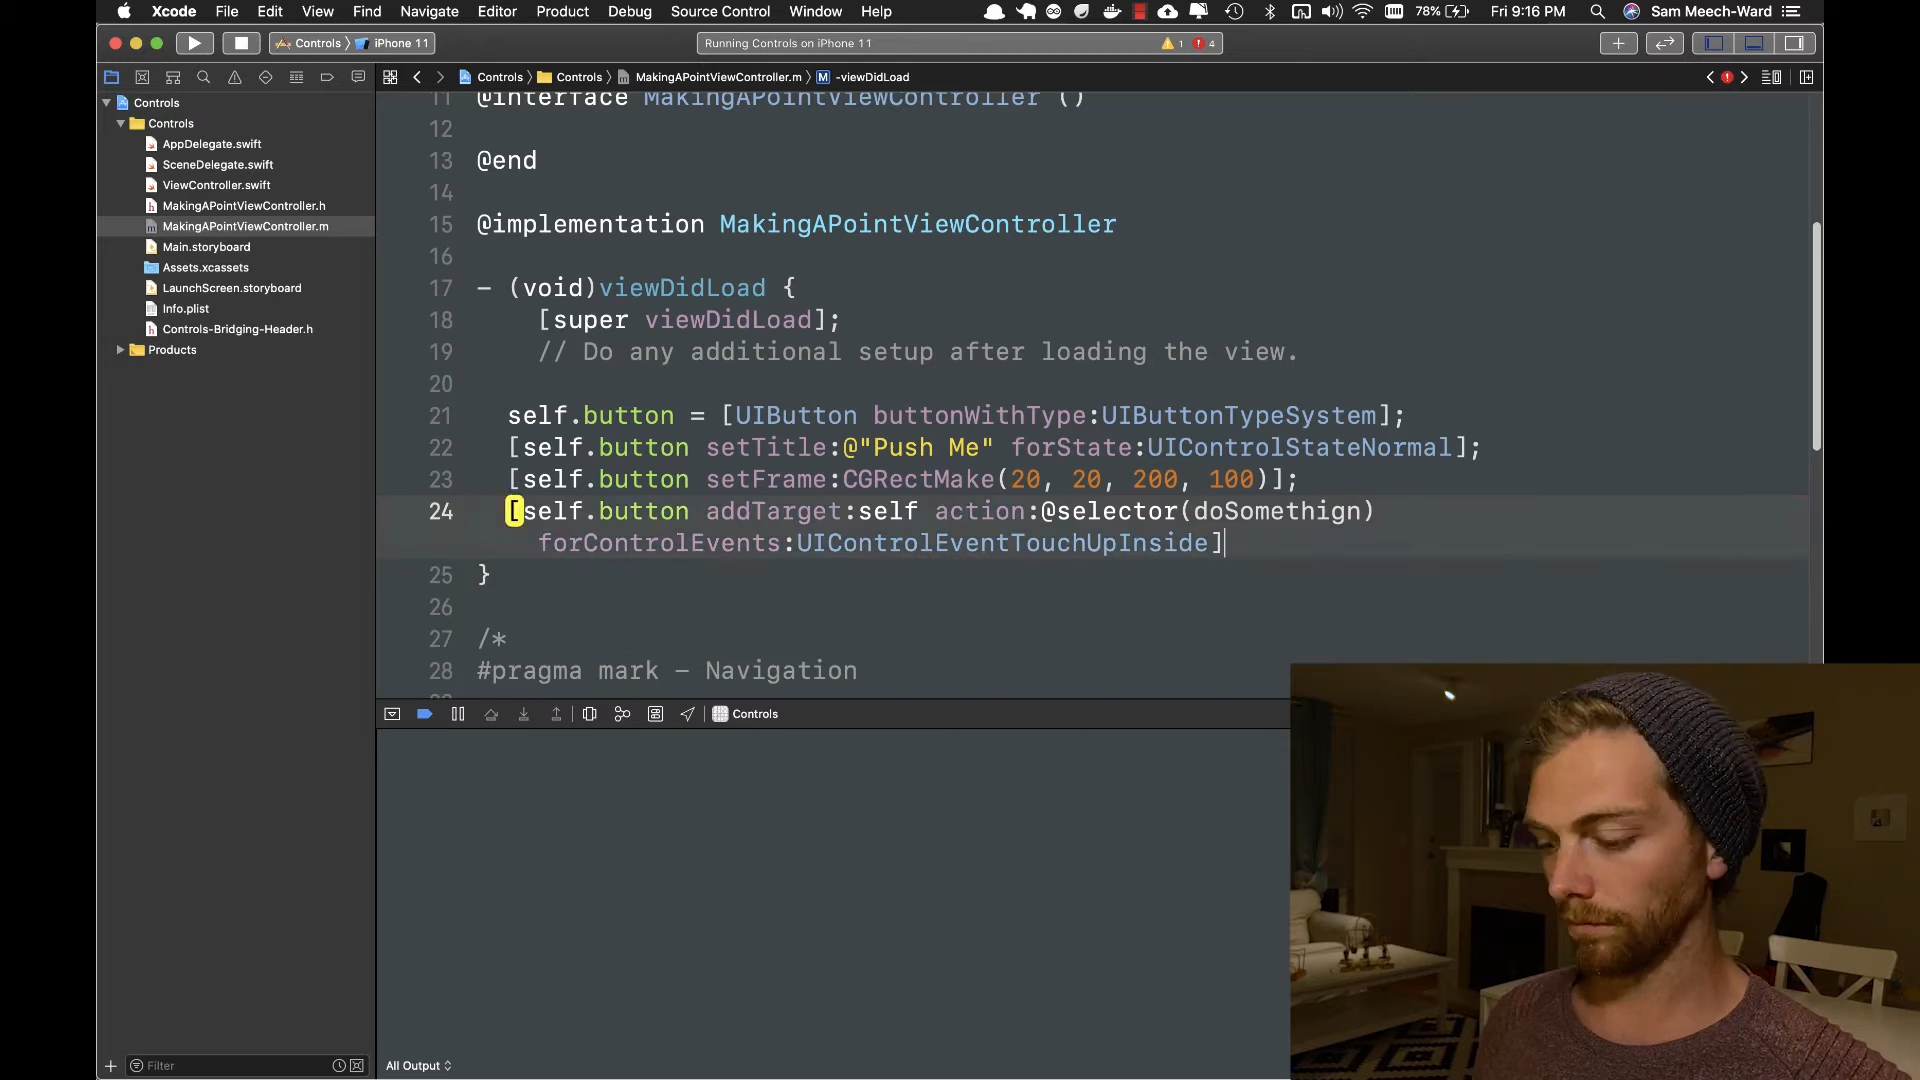 Xcode File Edit View Find Navigate Editor Product Debug Source Control Window Help 78% Fri 9:16 PM Sam Meech-Ward
Controls iPhone 11 Running Controls on iPhone 11 1 4
Controls Controls MakingAPointViewController.m M -viewDidLoad
Controls
Controls
AppDelegate.swift
SceneDelegate.swift
ViewController.swift
MakingAPointViewController.h
MakingAPointViewController.m
Main.storyboard
Assets.xcassets
LaunchScreen.storyboard
Info.plist
Controls-Bridging-Header.h
Products
Filter
11 @interface MakingAPointViewController ()
12
13 @end
14
15 @implementation MakingAPointViewController
16
17 - (void)viewDidLoad {
18 [super viewDidLoad];
19 // Do any additional setup after loading the view.
20
21 self.button = [UIButton buttonWithType:UIButtonTypeSystem];
22 [self.button setTitle:@"Push Me" forState:UIControlStateNormal];
23 [self.button setFrame:CGRectMake(20, 20, 200, 100)];
24 [self.button addTarget:self action:@selector(doSomethign)
forControlEvents:UIControlEventTouchUpInside]
25 }
26
27 /*
28 #pragma mark - Navigation
Controls
All Output